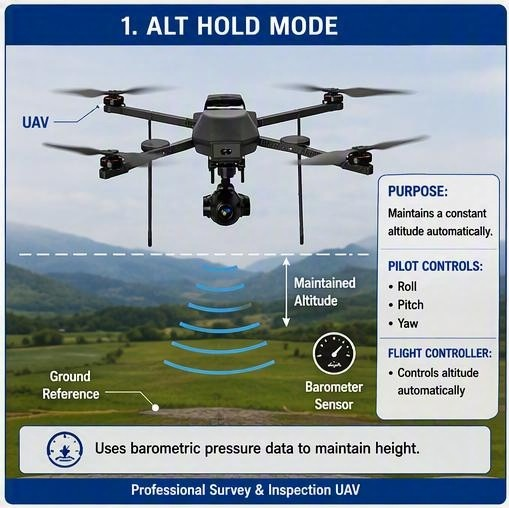 1. ALT HOLD MODE
UAV
PURPOSE:
Maintains a constant
altitude automatically.
PILOT CONTROLS:
• Roll
• Pitch
• Yaw
FLIGHT CONTROLLER:
• Controls altitude
automatically
Maintained
Altitude
Barometer
Sensor
Ground
Reference
Uses barometric pressure data to maintain height.
Professional Survey & Inspection UAV